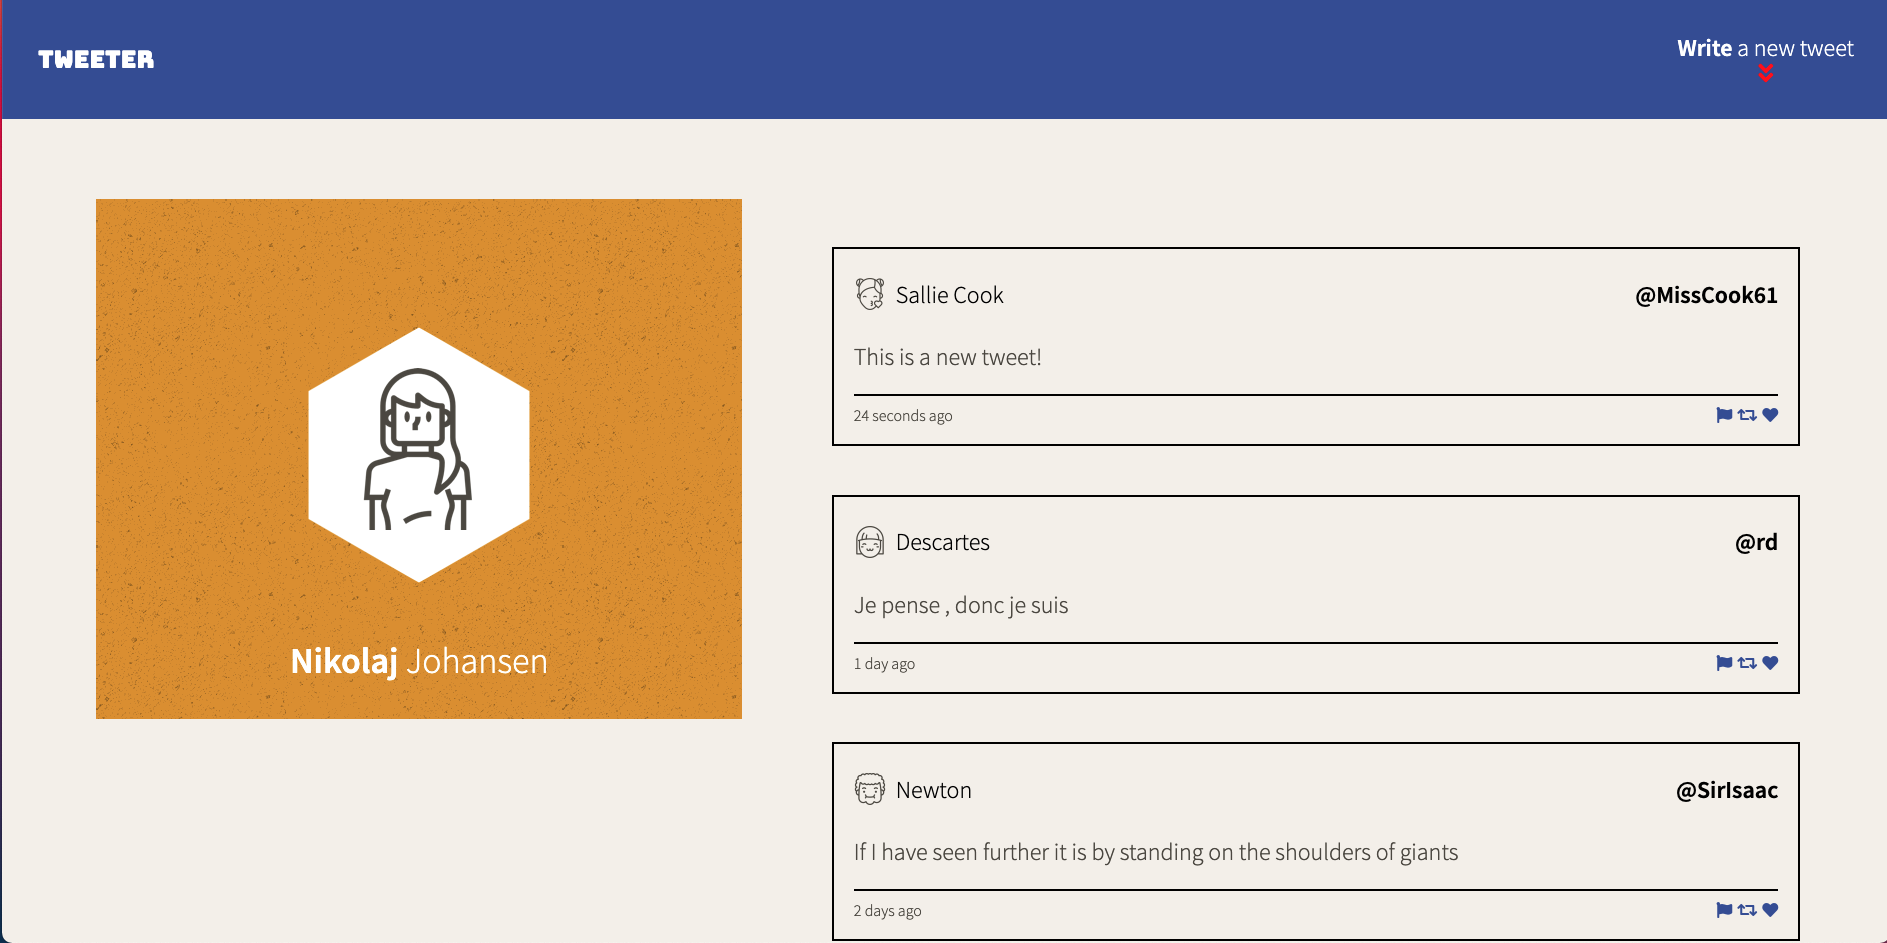 TWEETER
Write a new tweet
Nikolaj Johansen
Sallie Cook
@MissCook61
This is a new tweet!
24 seconds ago
Descartes
@rd
Je pense , donc je suis
1 day ago
Newton
@SirIsaac
If I have seen further it is by standing on the shoulders of giants
2 days ago